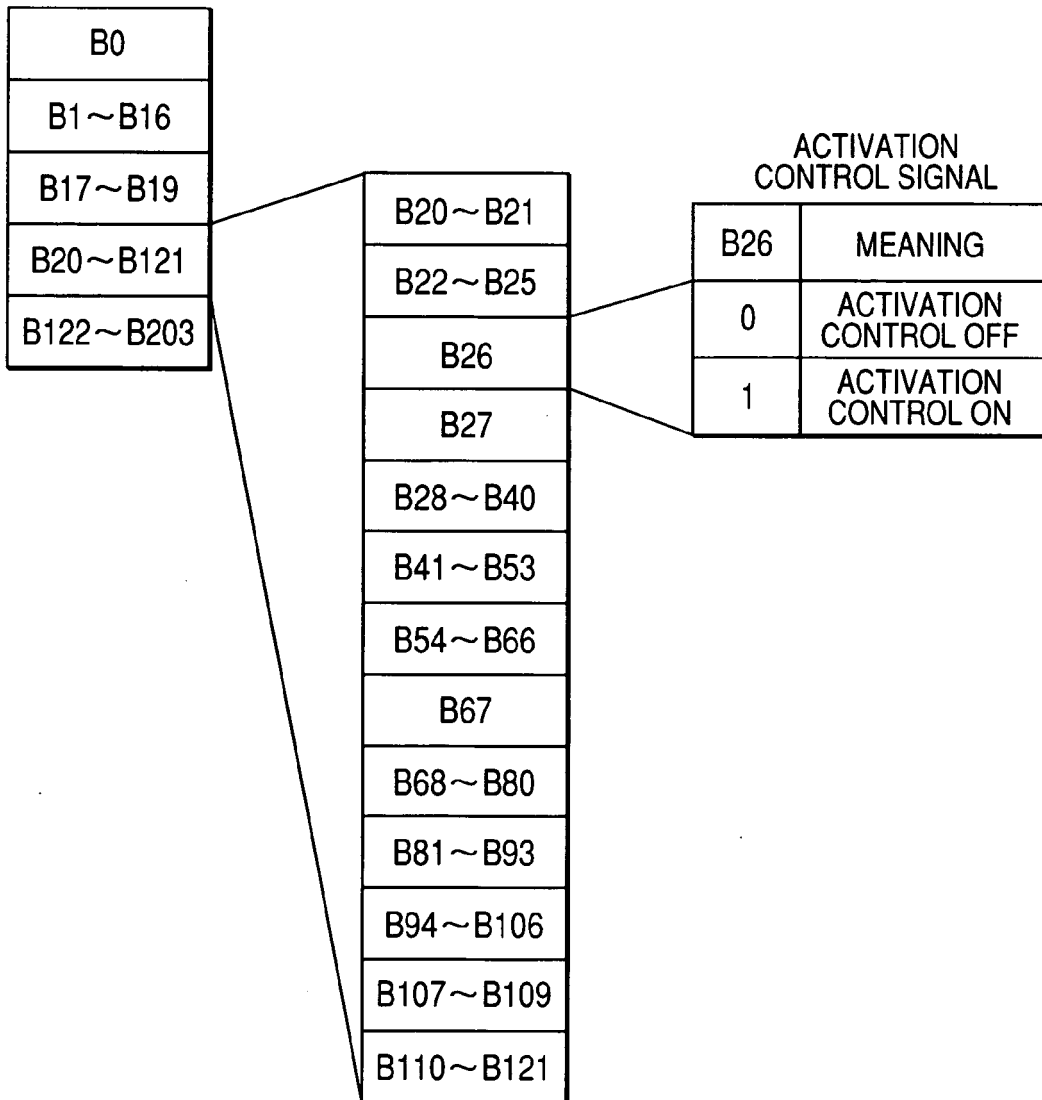 B0
B1～B16
B17～B19
B20～B121
B122～B203
B20～B21
B22～B25
B26
B27
B28～B40
B41～B53
B54～B66
B67
B68～B80
B81～B93
B94～B106
B107～B109
B110～B121
ACTIVATION
CONTROL SIGNAL
B26 MEANING
0 ACTIVATION
CONTROL OFF
1 ACTIVATION
CONTROL ON